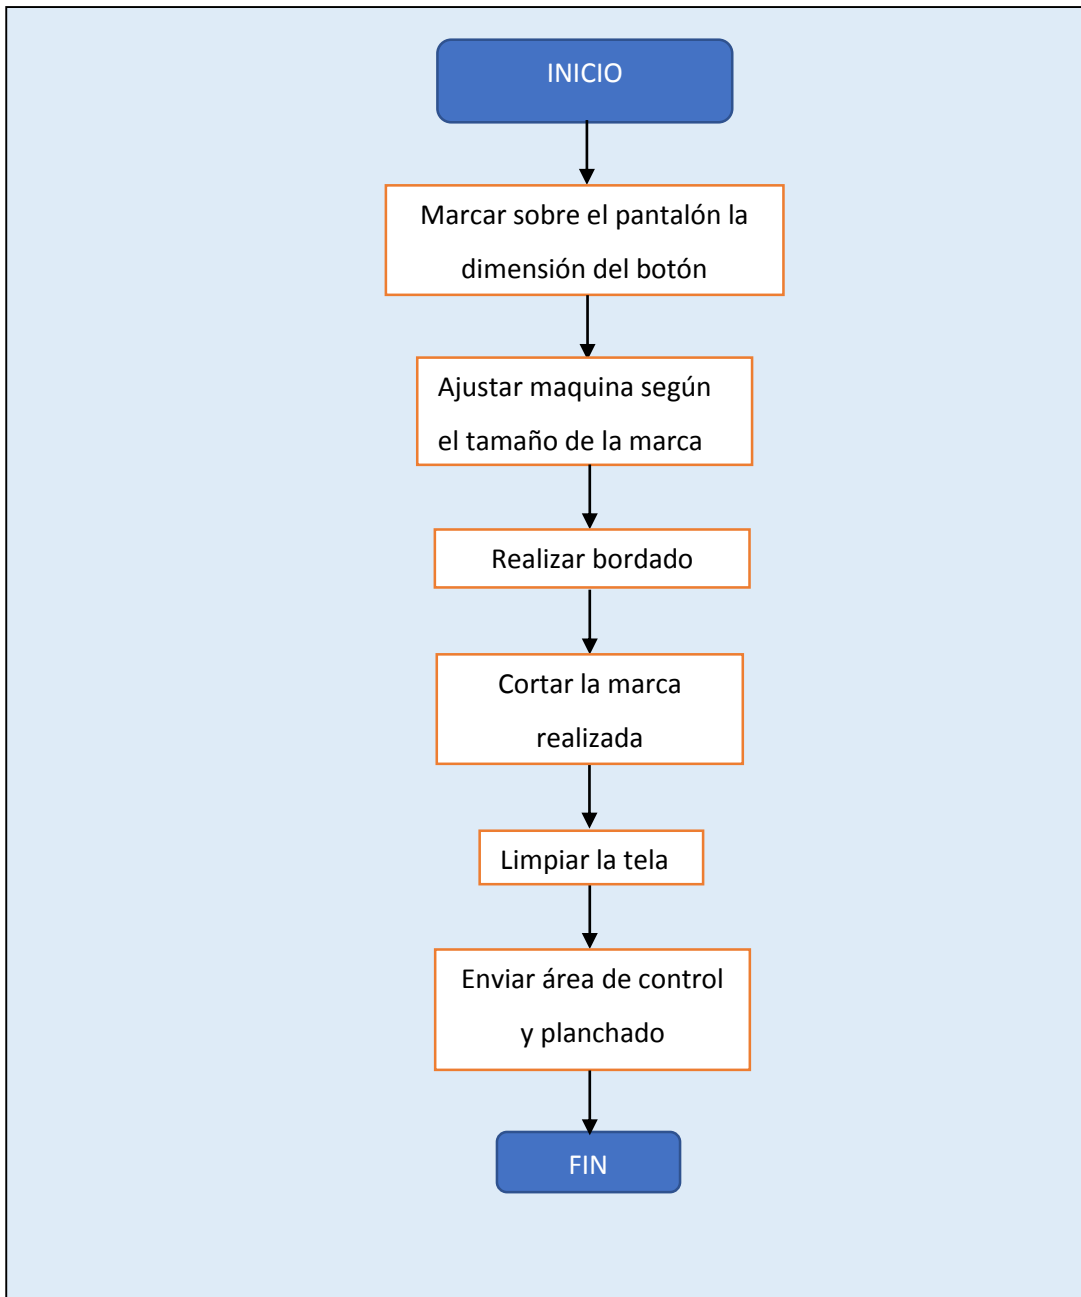 INICIO
Marcar sobre el pantalón la
dimensión del botón
Ajustar maquina según
el tamaño de la marca
Realizar bordado
Cortar la marca
realizada
Limpiar la tela
Enviar área de control
y planchado
FIN